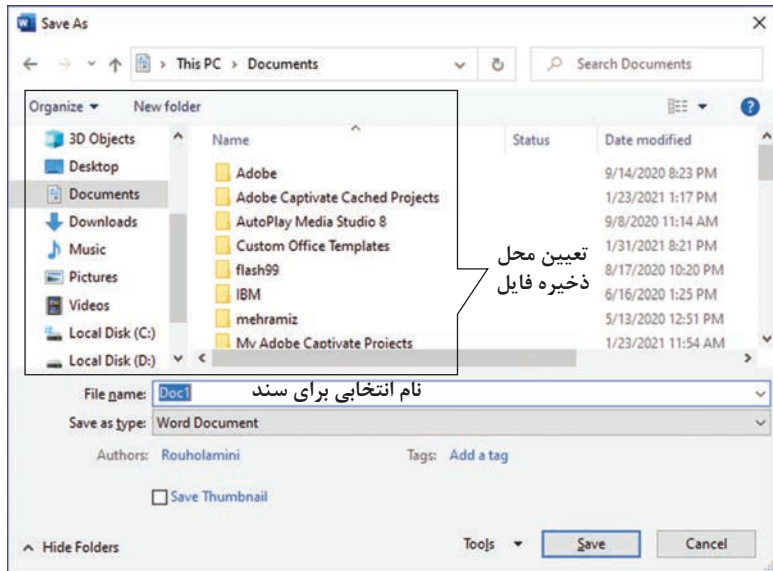 Save As
This PC > Documents
Search Documents
Organize
New folder
3D Objects
Desktop
Documents
Downloads
Music
Pictures
Videos
Local Disk (C:)
Local Disk (D:)
Name Status Date modified
Adobe 9/14/2020 8:23 PM
Adobe Captivate Cached Projects 1/23/2021 1:17 PM
AutoPlay Media Studio 8 9/8/2020 11:14 AM
Custom Office Templates 1/31/2021 8:21 PM
flash99 8/17/2020 10:20 PM
IBM 6/16/2020 1:25 PM
mehramiz 5/13/2020 12:51 PM
My Adobe Captivate Projects 1/23/2021 11:54 AM
تعیین محل
ذخیره فایل
File name: Doc1
نام انتخابی برای سند
Save as type: Word Document
Authors: Rouholamini
Tags: Add a tag
Save Thumbnail
Hide Folders
Tools
Save
Cancel